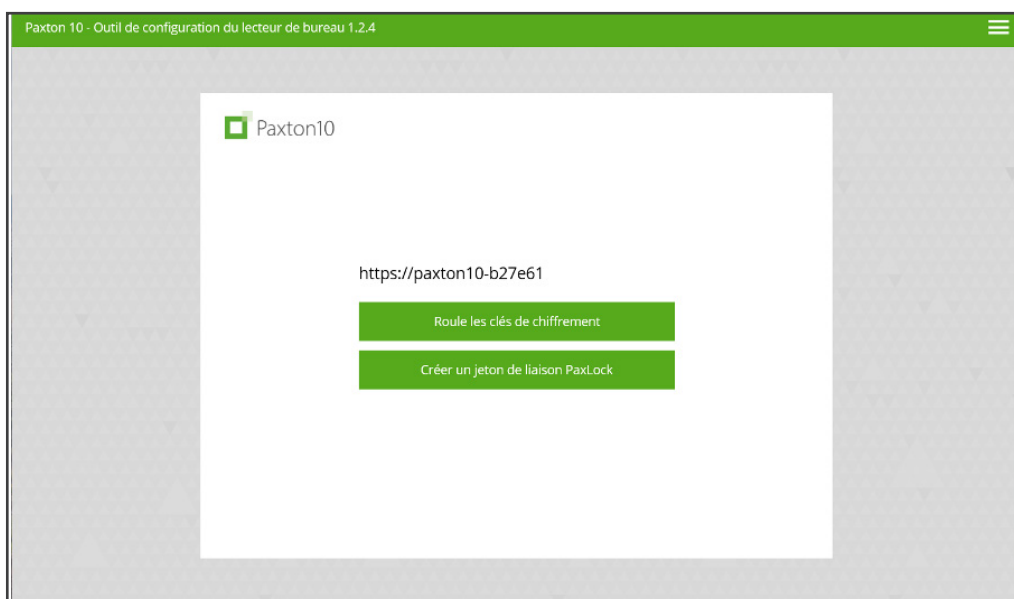 Paxton 10 - Outil de configuration du lecteur de bureau 1.2.4
Paxton10
https://paxton10-b27e61
Roule les clés de chiffrement
Créer un jeton de liaison PaxLock